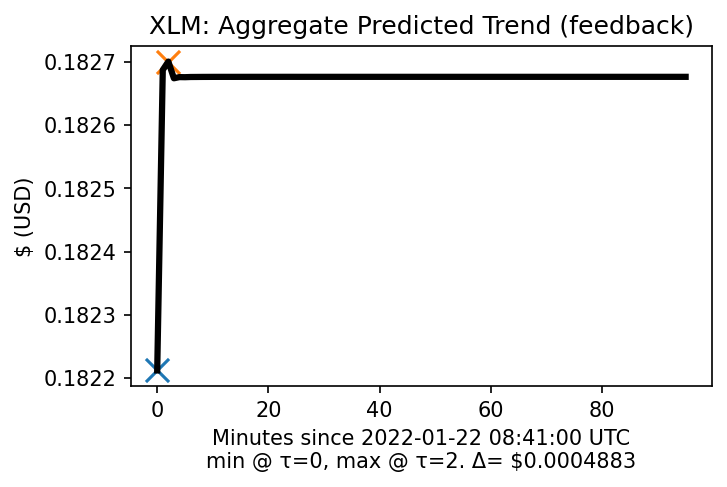 XLM: Aggregate Predicted Trend (feedback)
$ (USD)
0.1827
0.1826
0.1825
0.1824
0.1823
0.1822
0 20 40 60 80
Minutes since 2022-01-22 08:41:00 UTC
min @ τ=0, max @ τ=2. Δ= $0.0004883